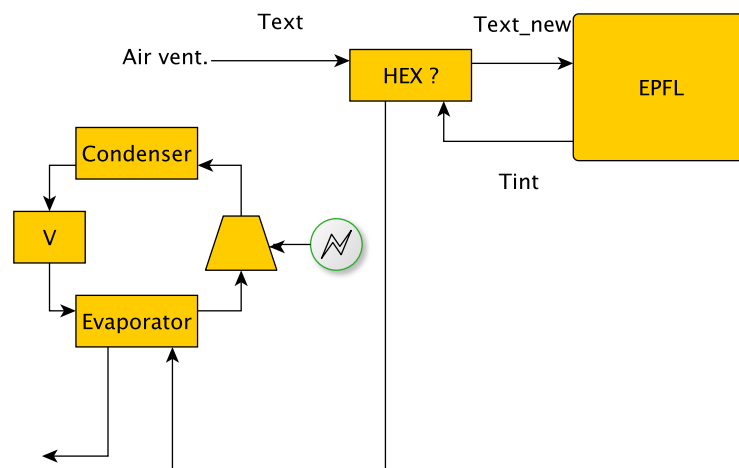 Text
Text_new
Air vent.
HEX ?
EPFL
Condenser
Tint
V
Evaporator